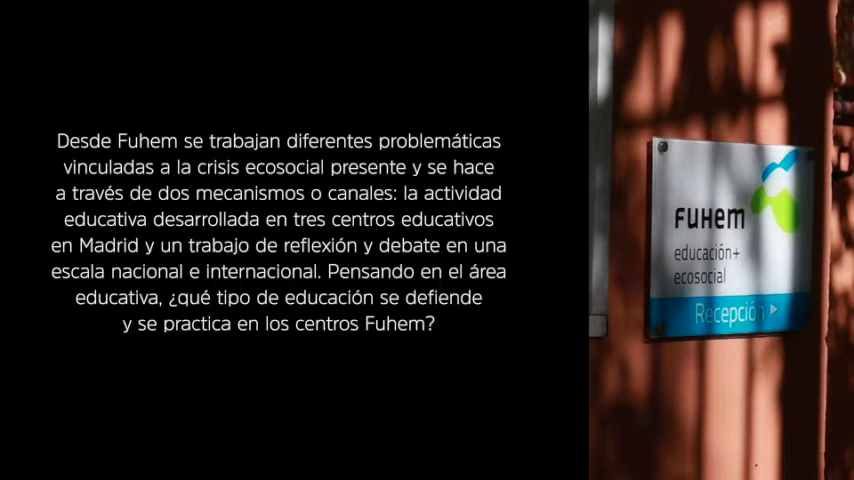 Desde Fuhem se trabajan diferentes problemáticas
vinculadas a la crisis ecosocial presente y se hace
a través de dos mecanismos o canales: la actividad
educativa desarrollada en tres centros educativos
en Madrid y un trabajo de reflexión y debate en una
escala nacional e internacional. Pensando en el área
educativa, ¿qué tipo de educación se defiende
y se practica en los centros Fuhem?
FUHEM
educación+
ecosocial
Recepción